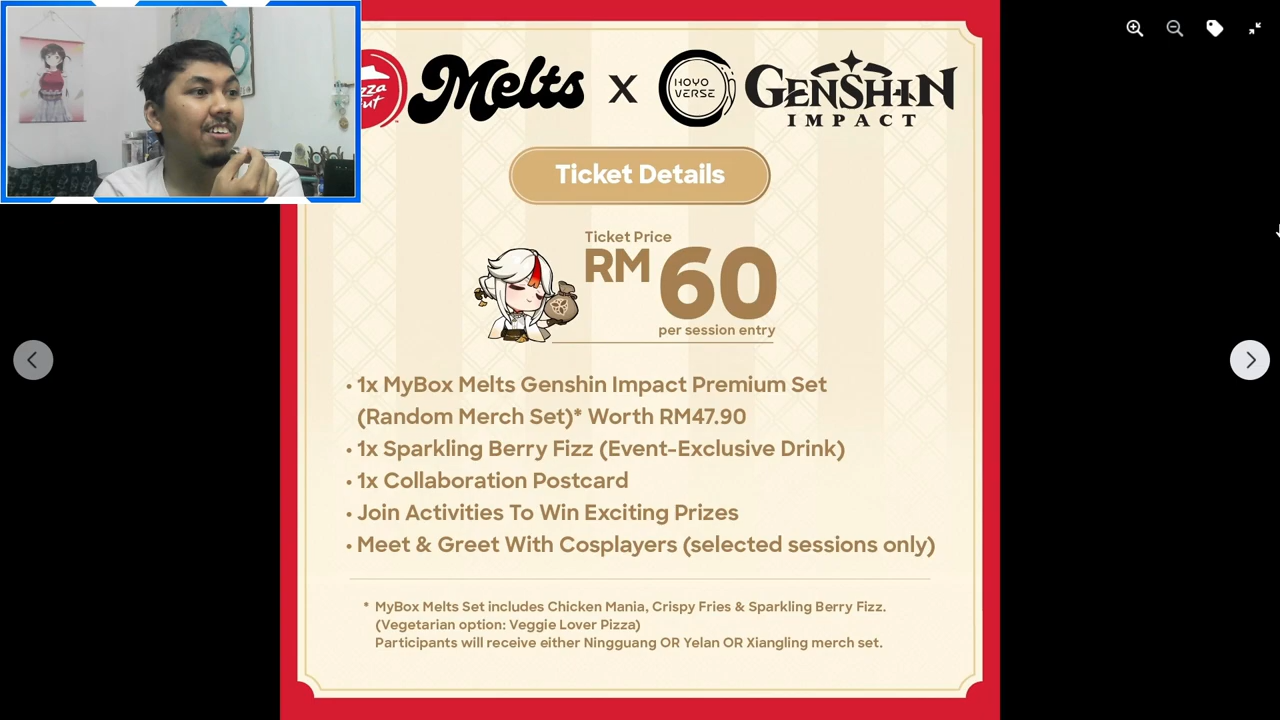 Melts X HOYO VERSE GENSHIN IMPACT
Ticket Details
Ticket Price
RM 60
per session entry
• 1x MyBox Melts Genshin Impact Premium Set
(Random Merch Set)* Worth RM47.90
• 1x Sparkling Berry Fizz (Event-Exclusive Drink)
• 1x Collaboration Postcard
• Join Activities To Win Exciting Prizes
• Meet & Greet With Cosplayers (selected sessions only)
* MyBox Melts Set includes Chicken Mania, Crispy Fries & Sparkling Berry Fizz.
(Vegetarian option: Veggie Lover Pizza)
Participants will receive either Ningguang OR Yelan OR Xiangling merch set.